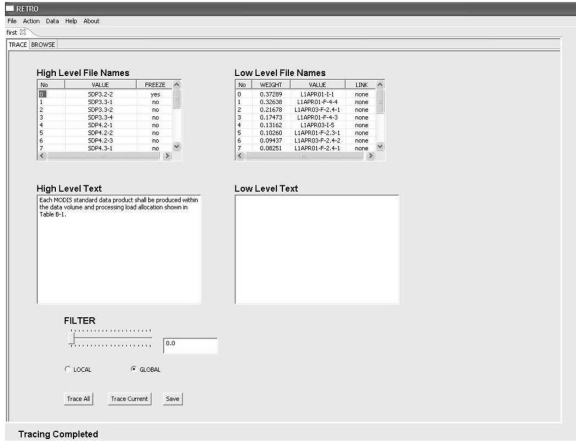 RETRO
File Action Data Help About
first
TRACE BROWSE
High Level File Names
No VALUE FREEZE
0 SDP3.2-2 yes
1 SDP3.3-1 no
2 SDP3.3-2 no
3 SDP3.3-4 no
4 SDP4.2-1 no
5 SDP4.2-2 no
6 SDP4.2-3 no
7 SDP4.3-1 no
Low Level File Names
No WEIGHT VALUE LINK
0 0.37289 L1APR01-I-1 none
1 0.32638 L1APR01-F-4-4 none
2 0.21678 L1APR03-F-2.4-1 none
3 0.17473 L1APR01-F-4-3 none
4 0.13162 L1APR03-I-5 none
5 0.10260 L1APR01-F-2.3-1 none
6 0.09437 L1APR03-F-2.4-2 none
7 0.08251 L1APR01-F-2.4-1 none
High Level Text
Each MODIS standard data product shall be produced within
the data volume and processing load allocation shown in
Table B-1.
Low Level Text
FILTER
0.0
LOCAL GLOBAL
Trace All Trace Current Save
Tracing Completed